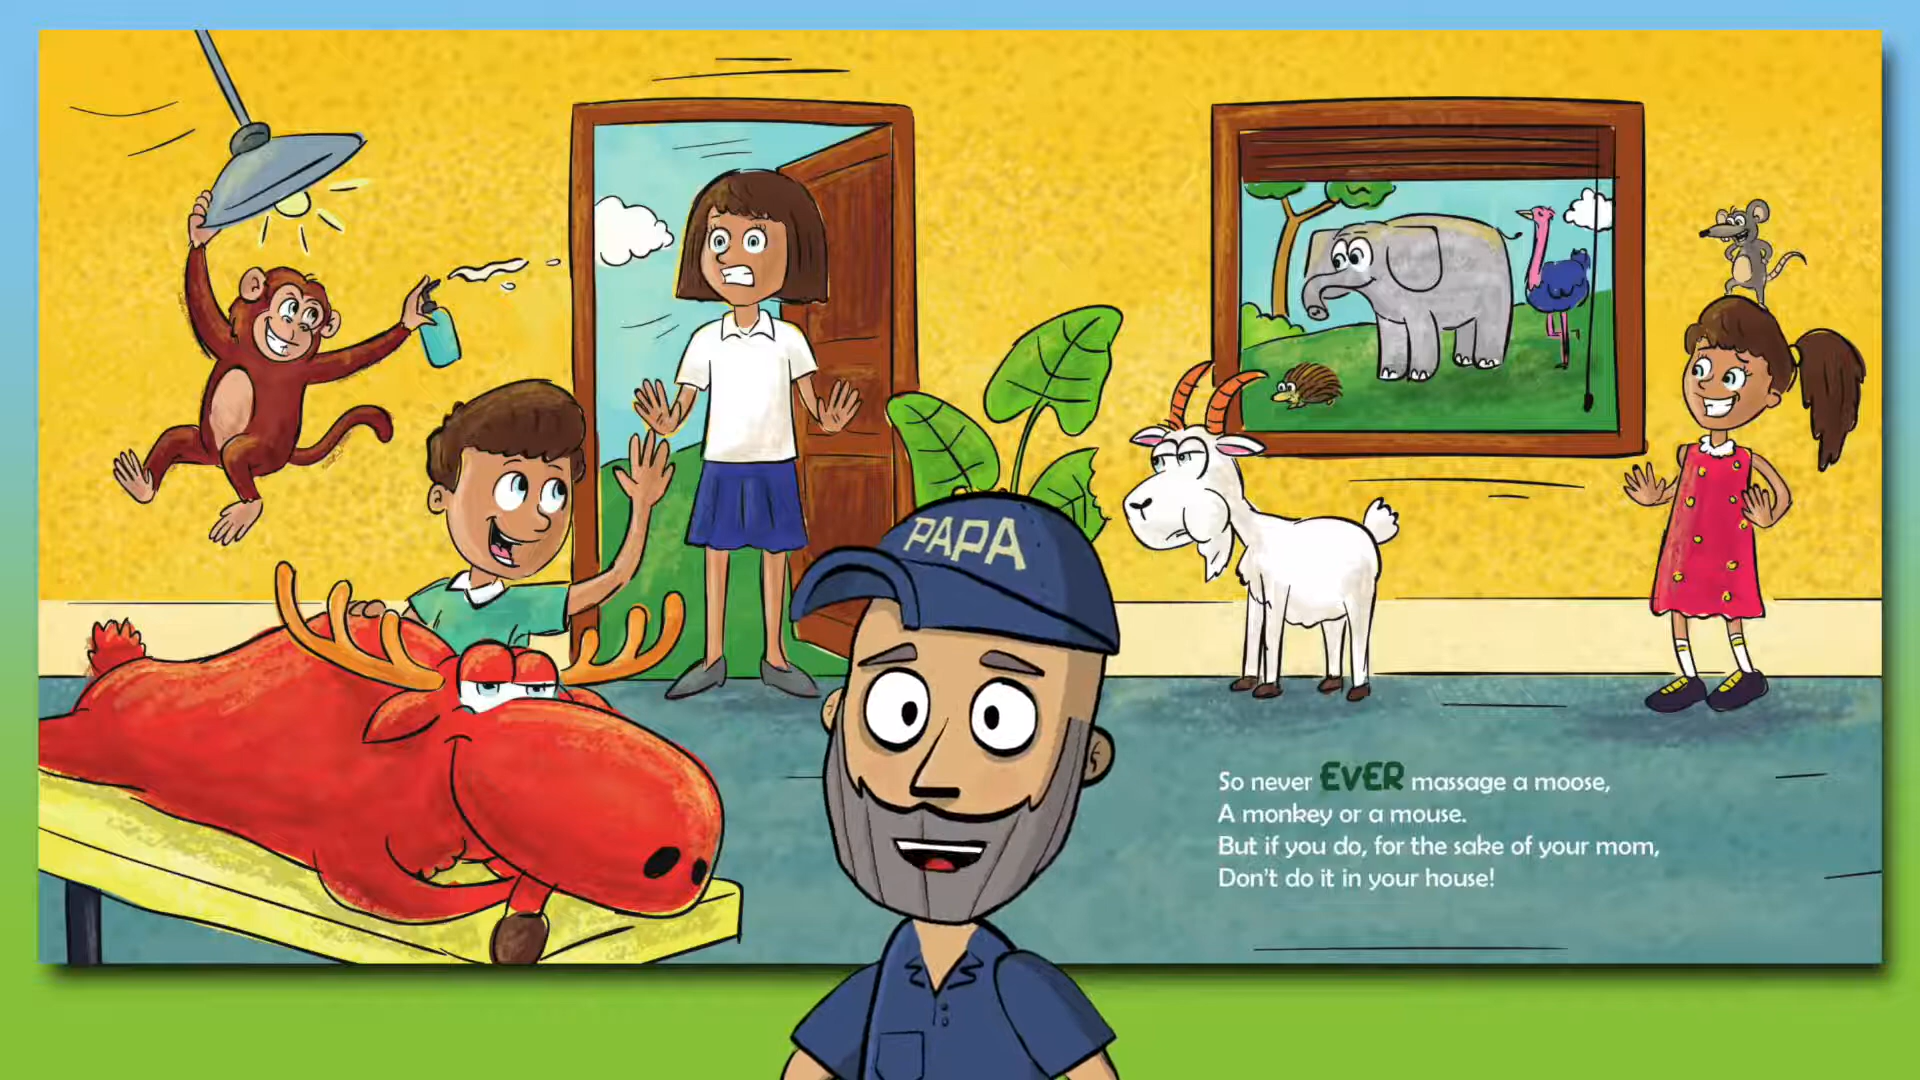 PAPA
So never EVER massage a moose,
A monkey or a mouse.
But if you do, for the sake of your mom,
Don't do it in your house!